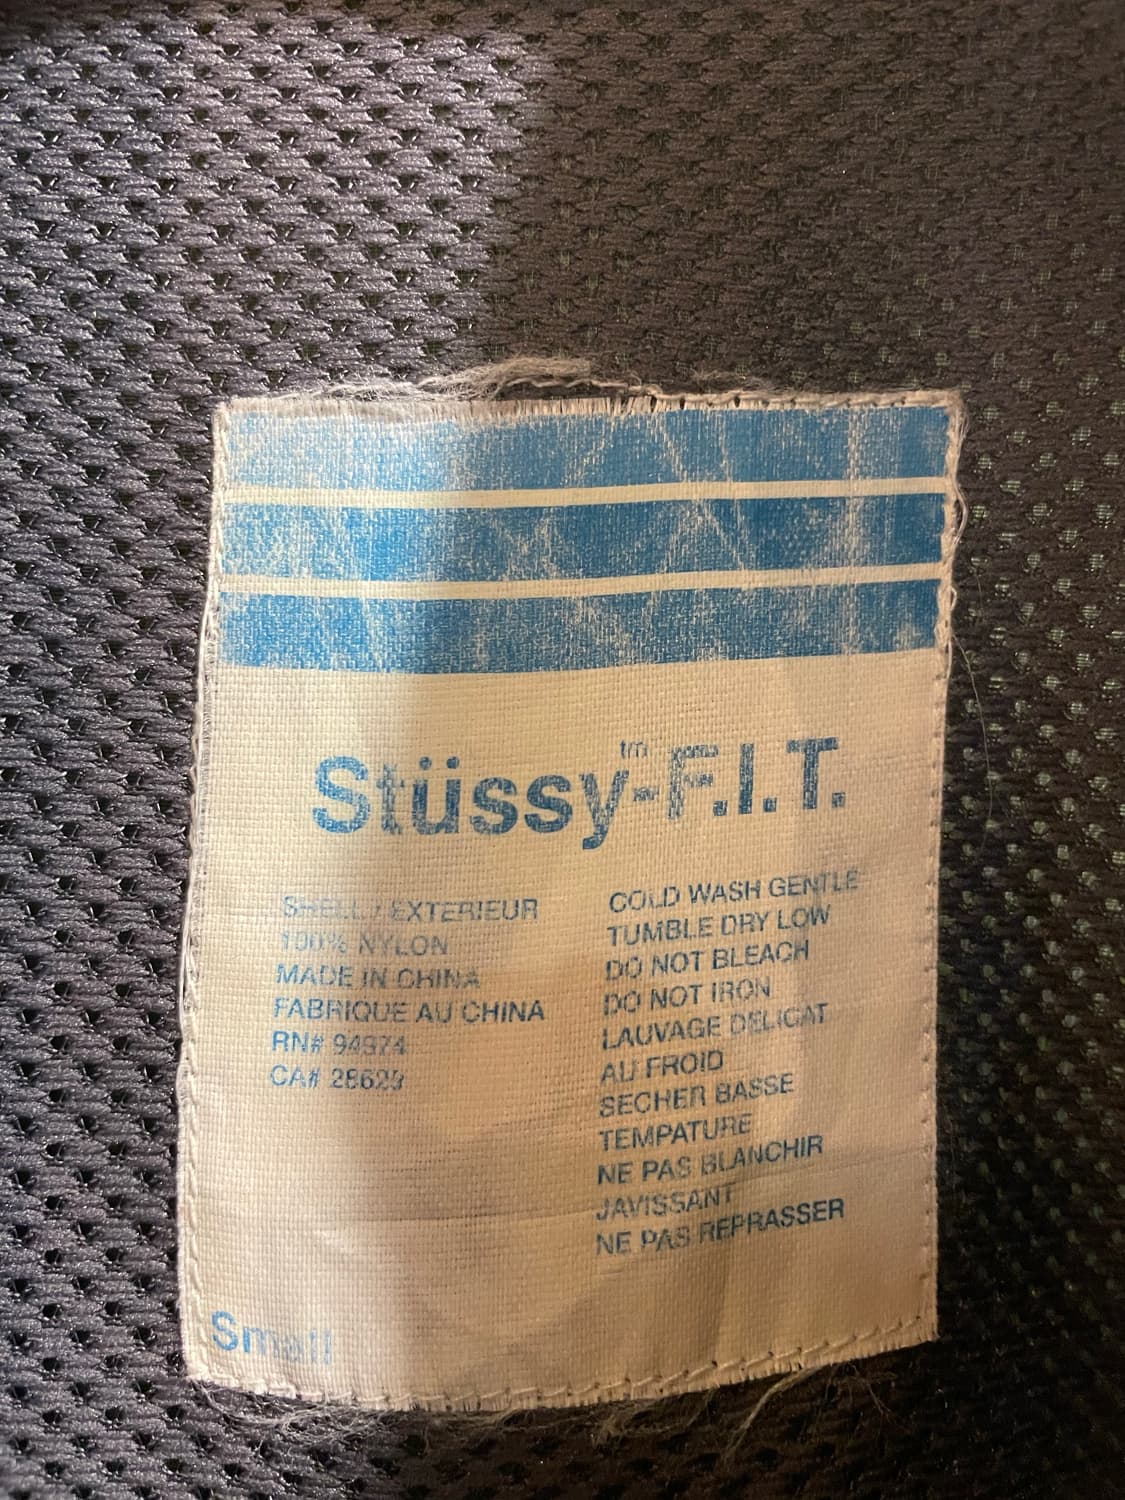 Stüssy™-F.I.T.
SHELL / EXTERIEUR
100% NYLON
MADE IN CHINA
FABRIQUE AU CHINA
RN# 94974
CA# 28629
COLD WASH GENTLE
TUMBLE DRY LOW
DO NOT BLEACH
DO NOT IRON
LAUVAGE DELICAT
AU FROID
SECHER BASSE
TEMPATURE
NE PAS BLANCHIR
JAVISSANT
NE PAS REPRASSER
Small